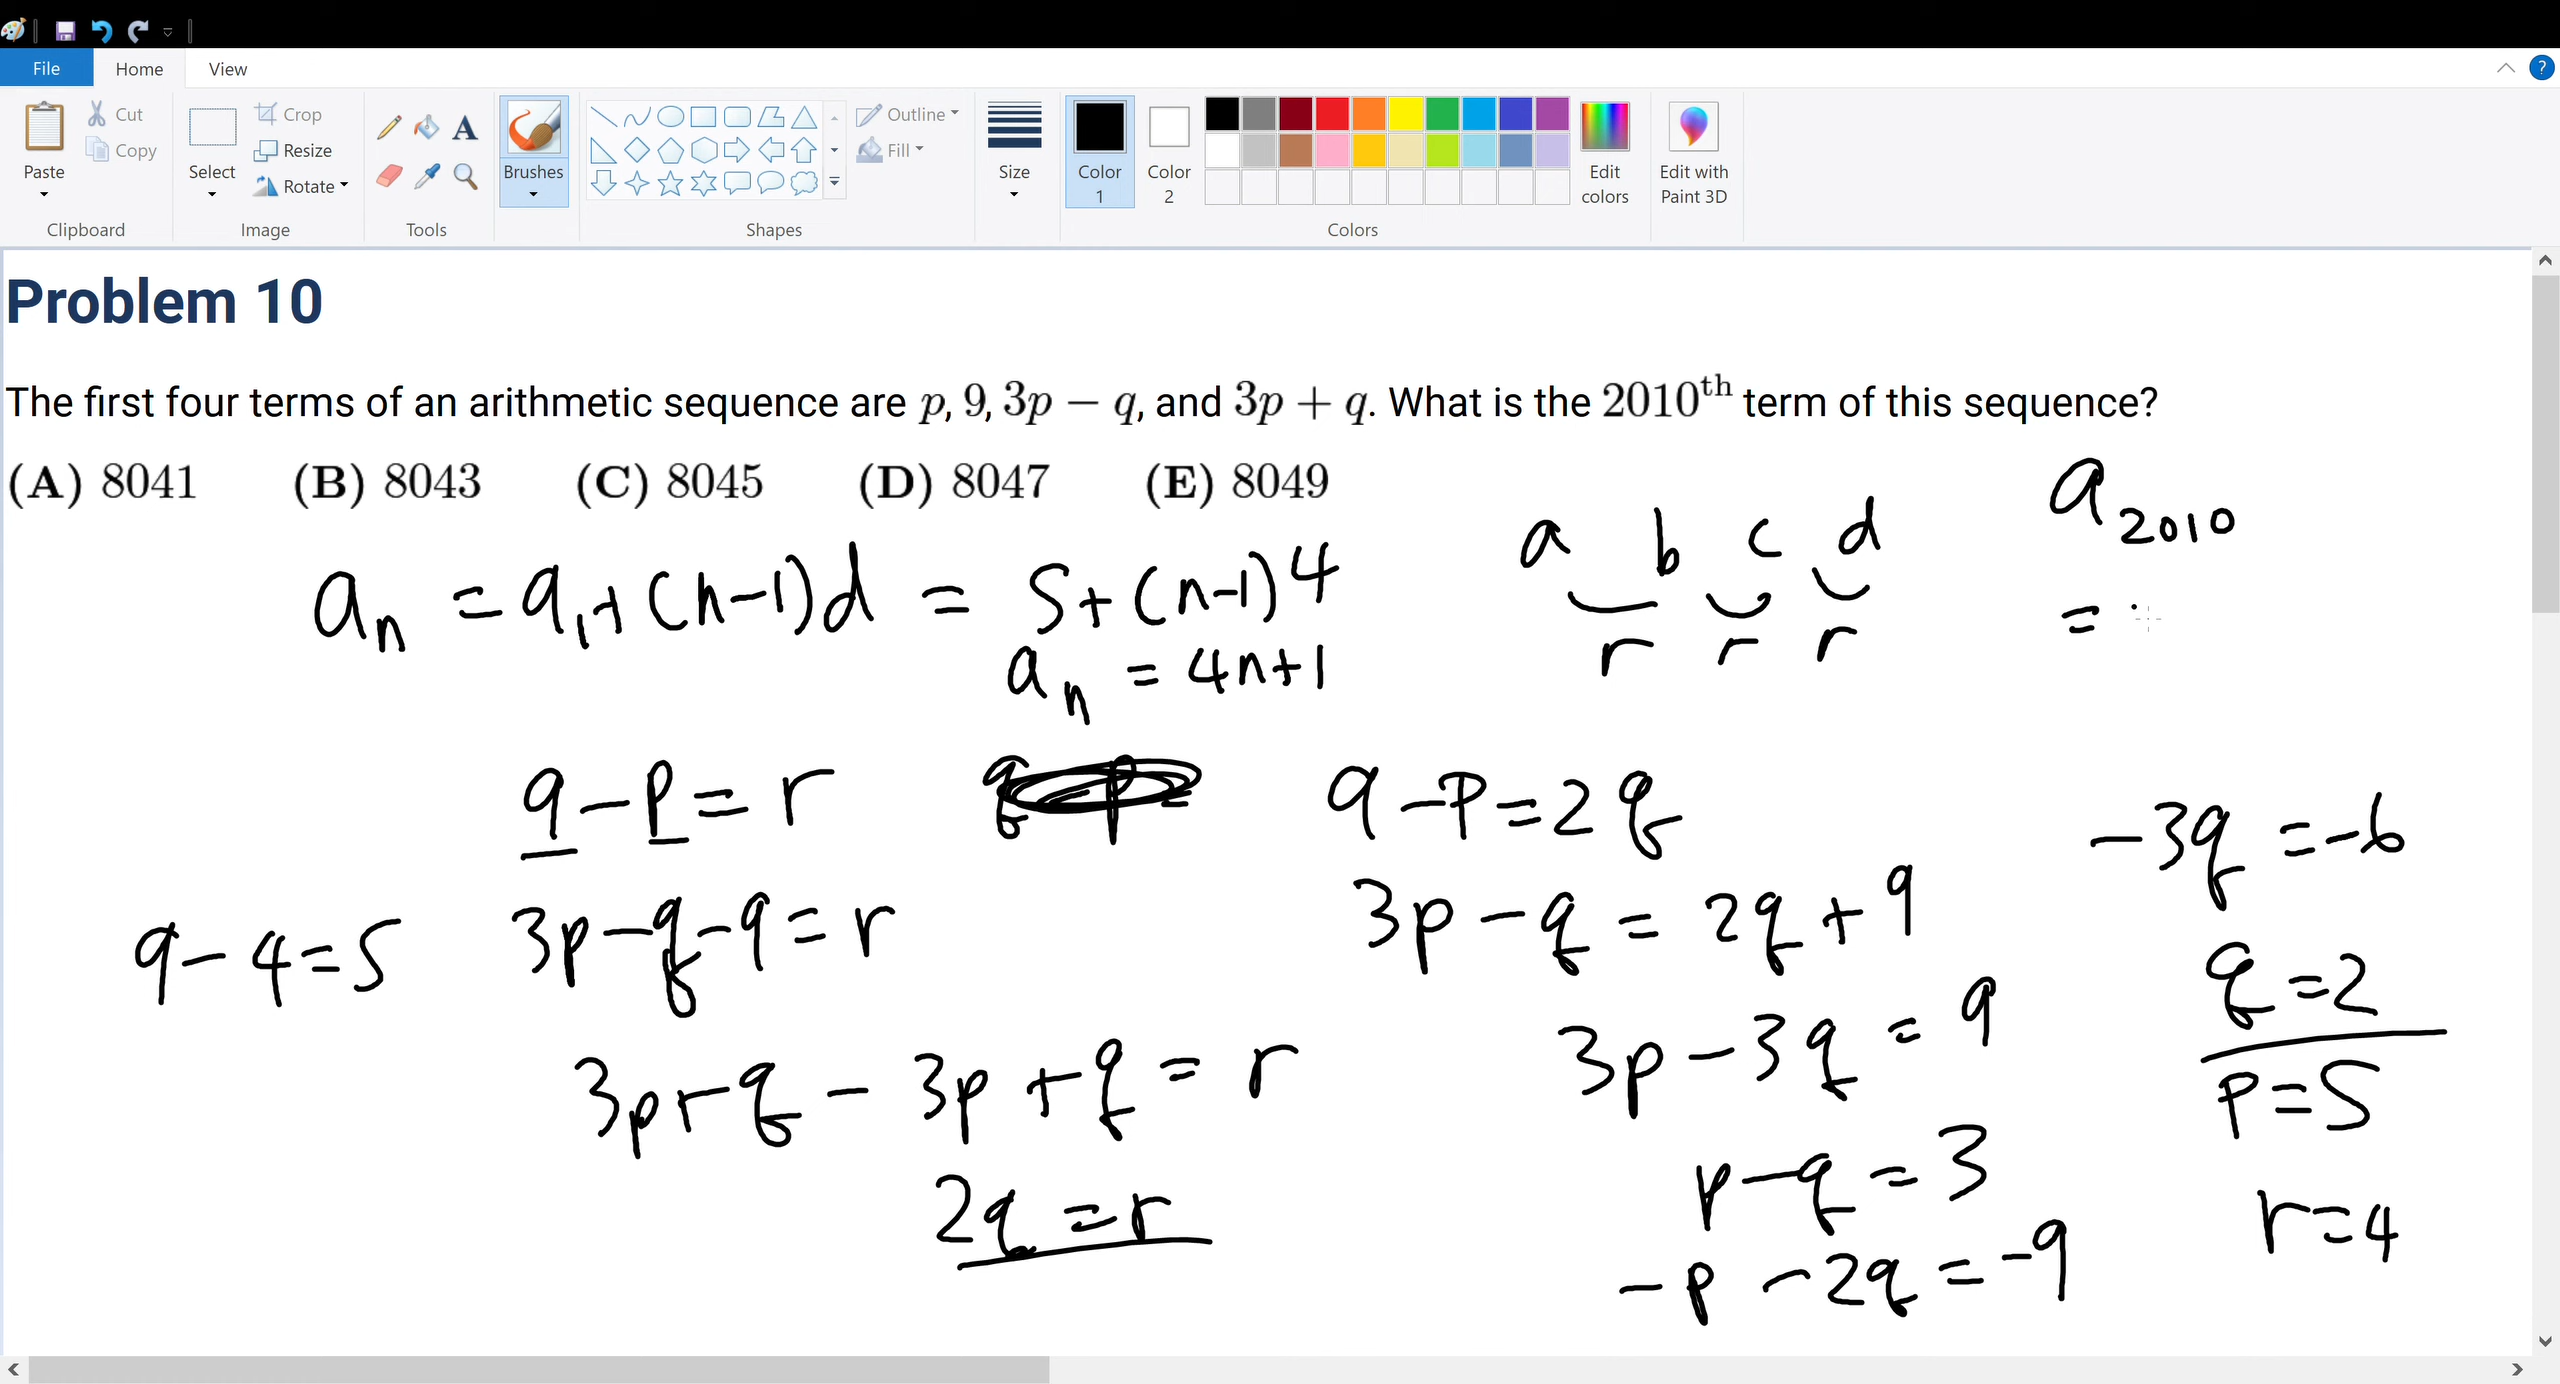 File Home View
Paste Cut Copy Clipboard
Select Crop Resize Rotate Image
A Tools
Brushes
Shapes
Outline Fill
Size
Color 1 Color 2
Edit colors
Colors
Edit with Paint 3D
?
Problem 10
The first four terms of an arithmetic sequence are p, 9, 3p − q, and 3p + q. What is the 2010th term of this sequence?
(A) 8041 (B) 8043 (C) 8045 (D) 8047 (E) 8049
an = a1 + (n-1)d = 5 + (n-1)4
an = 4n+1
a b c d
r r r
a2010
=
9 - p = r
3p - q - 9 = r
9 - 4 = 5
3p + q - 3p + q = r
2q = r
9 - p = 2q
3p - q = 2q + 9
3p - 3q = 9
p - q = 3
-p - 2q = -9
-3q = -6
q = 2
p = 5
r = 4